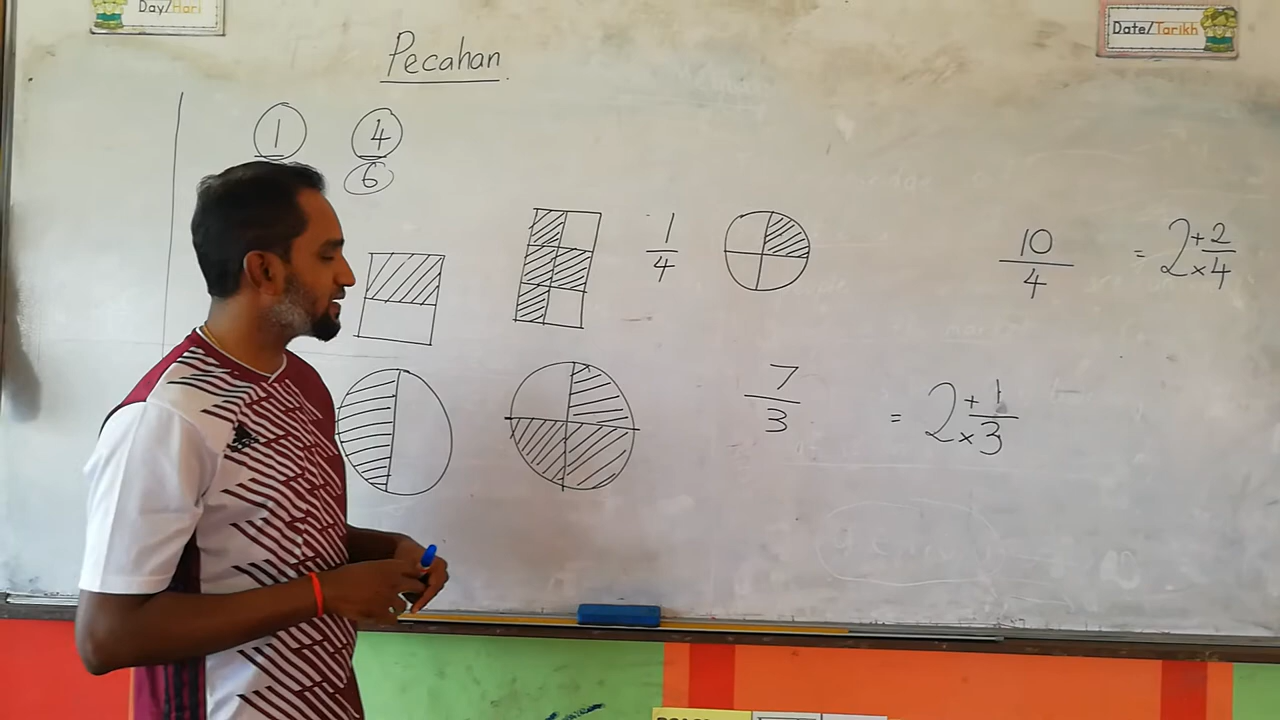 Day/Hari
Date/Tarikh
Pecahan
1 4
6
1
4
10
4
= 2 + 2
x 4
7
3
= 2 + 1
x 3